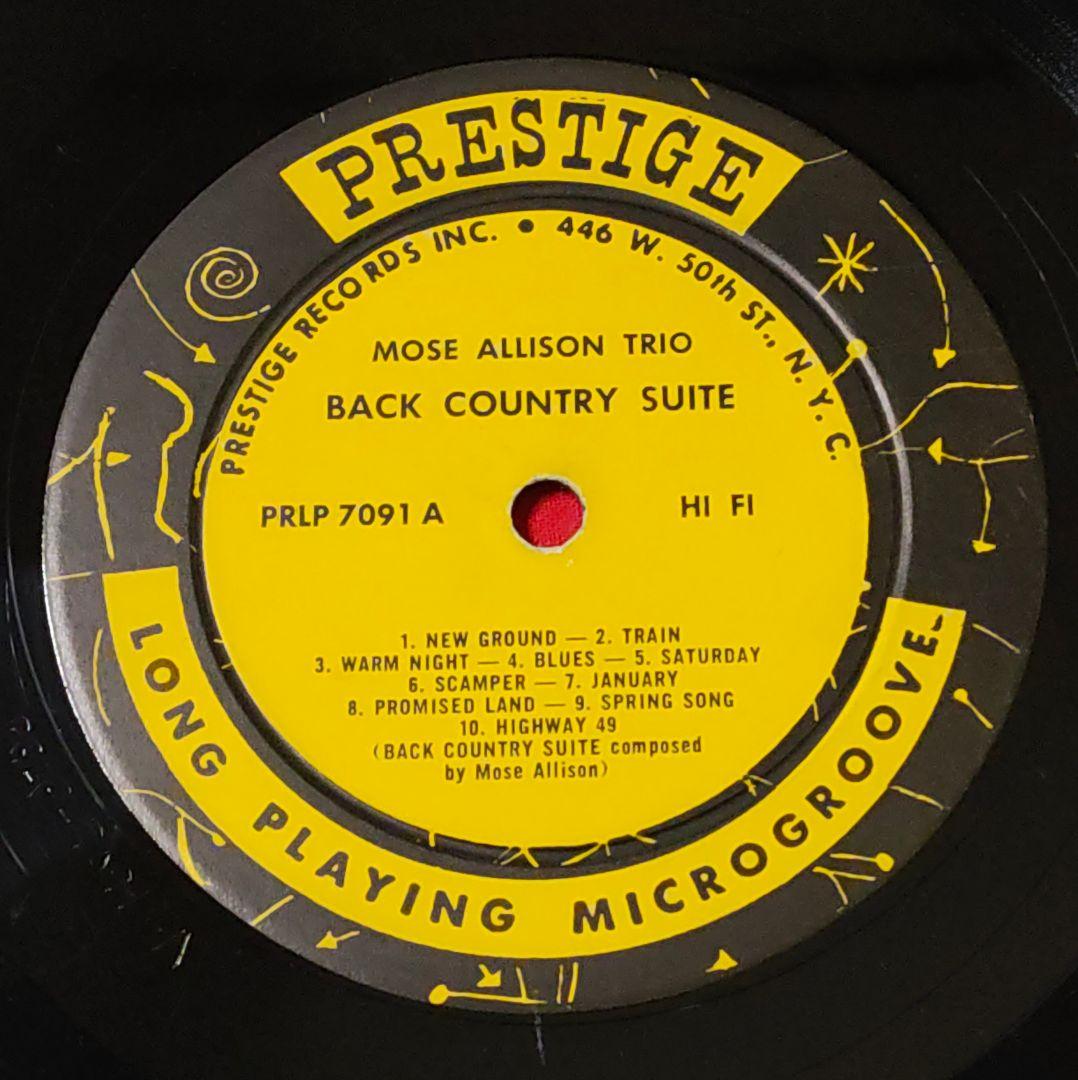 PRESTIGE
PRESTIGE RECORDS INC. • 446 W. 50th ST., N.Y.C.
MOSE ALLISON TRIO
BACK COUNTRY SUITE
PRLP 7091 A
HI FI
1. NEW GROUND — 2. TRAIN
3. WARM NIGHT — 4. BLUES — 5. SATURDAY
6. SCAMPER — 7. JANUARY
8. PROMISED LAND — 9. SPRING SONG
10. HIGHWAY 49
(BACK COUNTRY SUITE composed
by Mose Allison)
LONG PLAYING MICROGROOVE